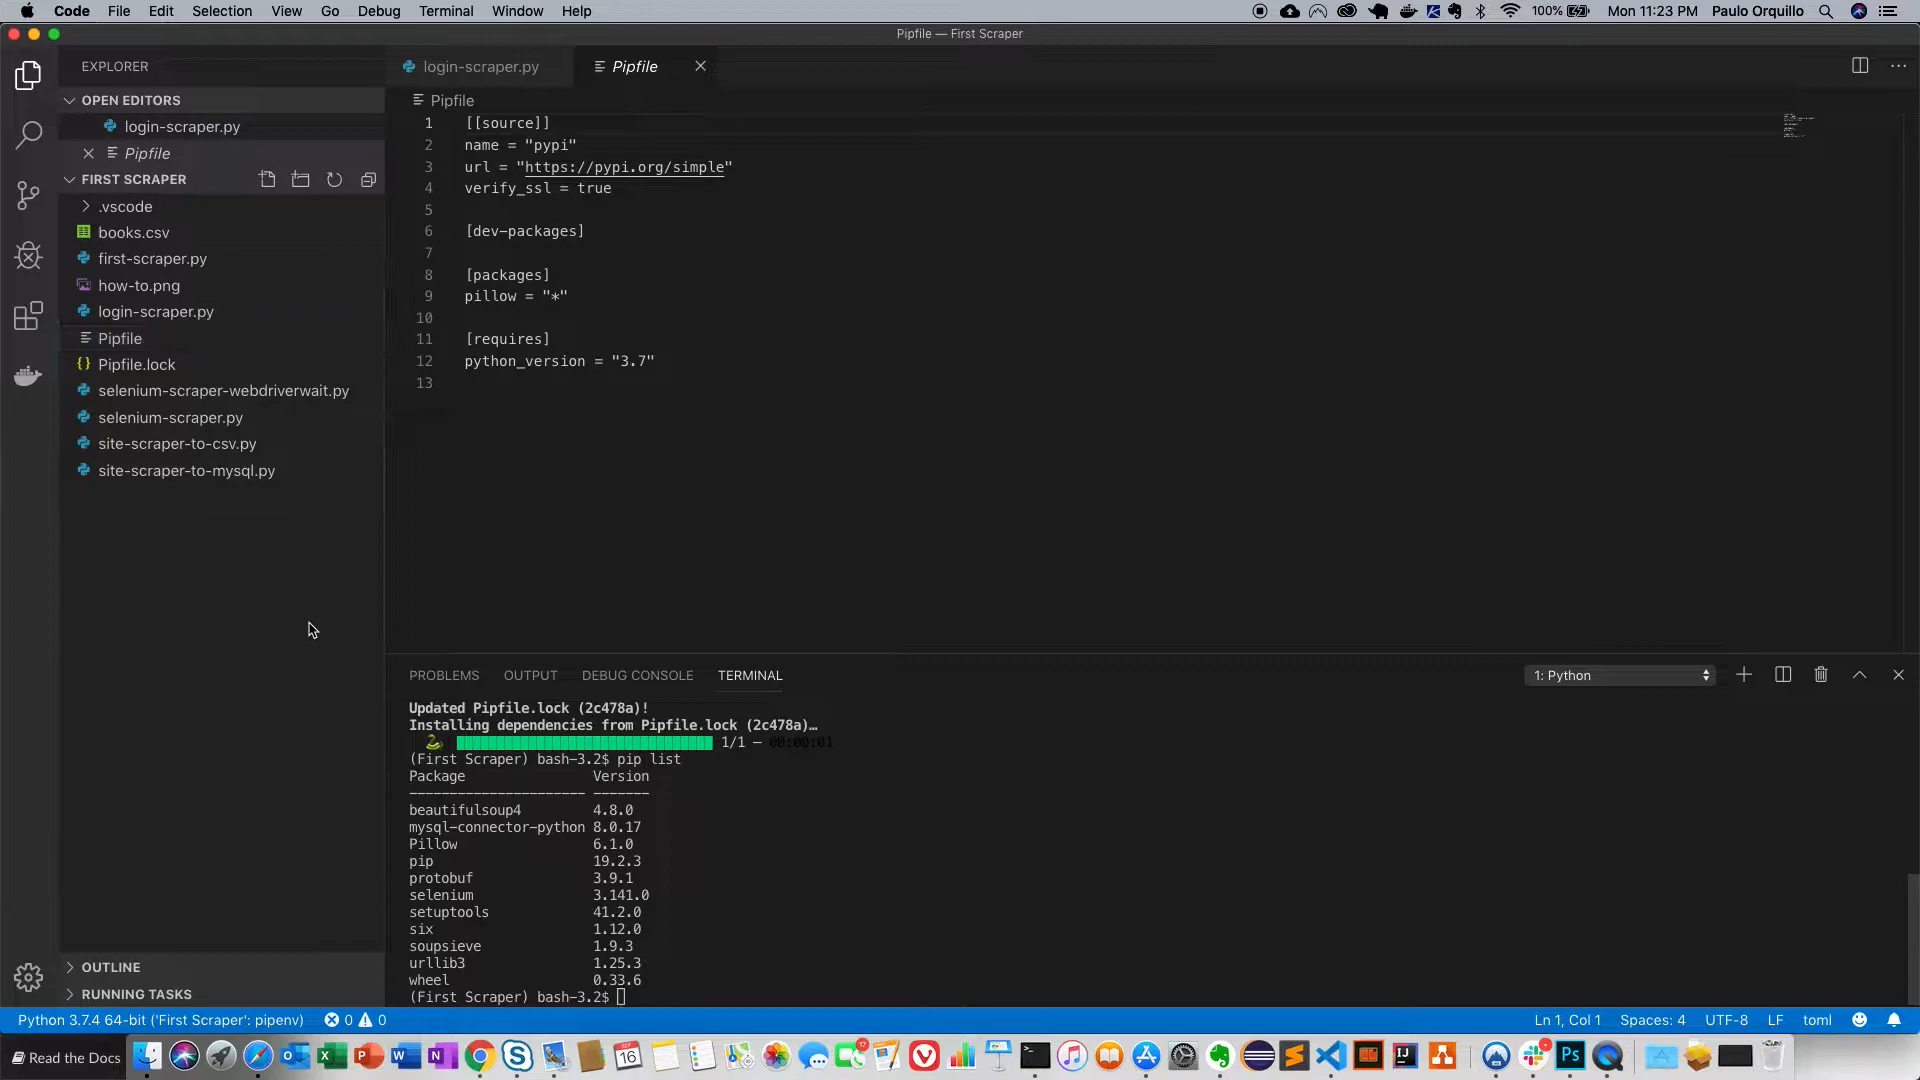 Code File Edit Selection View Go Debug Terminal Window Help
100% Mon 11:23 PM Paulo Orquillo
Pipfile — First Scraper
EXPLORER
OPEN EDITORS
login-scraper.py
Pipfile
FIRST SCRAPER
.vscode
books.csv
first-scraper.py
how-to.png
login-scraper.py
Pipfile
Pipfile.lock
selenium-scraper-webdriverwait.py
selenium-scraper.py
site-scraper-to-csv.py
site-scraper-to-mysql.py
OUTLINE
RUNNING TASKS
login-scraper.py Pipfile
Pipfile
1 [[source]]
2 name = "pypi"
3 url = "https://pypi.org/simple"
4 verify_ssl = true
5
6 [dev-packages]
7
8 [packages]
9 pillow = "*"
10
11 [requires]
12 python_version = "3.7"
13
PROBLEMS OUTPUT DEBUG CONSOLE TERMINAL
1: Python
Updated Pipfile.lock (2c478a)!
Installing dependencies from Pipfile.lock (2c478a)…
1/1 — 00:00:01
(First Scraper) bash-3.2$ pip list
Package Version
---------------------- -------
beautifulsoup4 4.8.0
mysql-connector-python 8.0.17
Pillow 6.1.0
pip 19.2.3
protobuf 3.9.1
selenium 3.141.0
setuptools 41.2.0
six 1.12.0
soupsieve 1.9.3
urllib3 1.25.3
wheel 0.33.6
(First Scraper) bash-3.2$
Python 3.7.4 64-bit ('First Scraper': pipenv) 0 0
Ln 1, Col 1 Spaces: 4 UTF-8 LF toml
Read the Docs